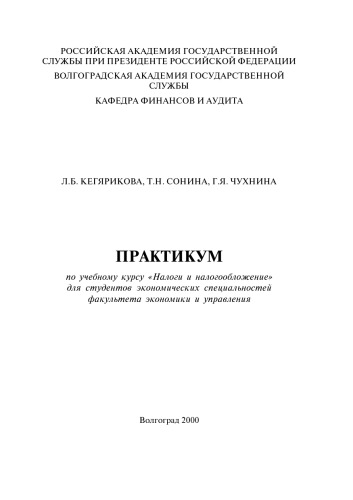 РОССИЙСКАЯ АКАДЕМИЯ ГОСУДАРСТВЕННОЙ
СЛУЖБЫ ПРИ ПРЕЗИДЕНТЕ РОССИЙСКОЙ ФЕДЕРАЦИИ
ВОЛГОГРАДСКАЯ АКАДЕМИЯ ГОСУДАРСТВЕННОЙ
СЛУЖБЫ
КАФЕДРА ФИНАНСОВ И АУДИТА
Л.Б. КЕГЯРИКОВА, Т.Н. СОНИНА, Г.Я. ЧУХНИНА
ПРАКТИКУМ
по учебному курсу «Налоги и налогообложение»
для студентов экономических специальностей
факультета экономики и управления
Волгоград 2000